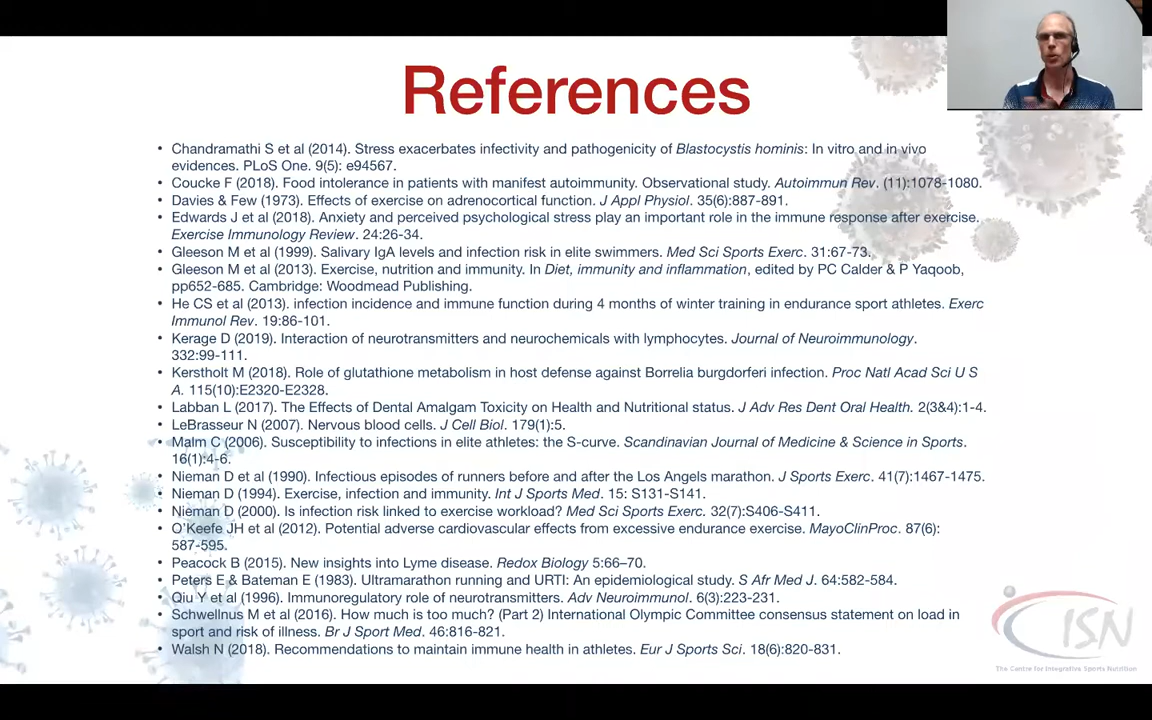 References
• Chandramathi S et al (2014). Stress exacerbates infectivity and pathogenicity of Blastocystis hominis: In vitro and in vivo
evidences. PLoS One. 9(5): e94567.
• Coucke F (2018). Food intolerance in patients with manifest autoimmunity. Observational study. Autoimmun Rev. (11):1078-1080.
• Davies & Few (1973). Effects of exercise on adrenocortical function. J Appl Physiol. 35(6):887-891.
• Edwards J et al (2018). Anxiety and perceived psychological stress play an important role in the immune response after exercise.
Exercise Immunology Review. 24:26-34.
• Gleeson M et al (1999). Salivary IgA levels and infection risk in elite swimmers. Med Sci Sports Exerc. 31:67-73.
• Gleeson M et al (2013). Exercise, nutrition and immunity. In Diet, immunity and inflammation, edited by PC Calder & P Yaqoob,
pp652-685. Cambridge: Woodmead Publishing.
• He CS et al (2013). infection incidence and immune function during 4 months of winter training in endurance sport athletes. Exerc
Immunol Rev. 19:86-101.
• Kerage D (2019). Interaction of neurotransmitters and neurochemicals with lymphocytes. Journal of Neuroimmunology.
332:99-111.
• Kerstholt M (2018). Role of glutathione metabolism in host defense against Borrelia burgdorferi infection. Proc Natl Acad Sci U S
A. 115(10):E2320-E2328.
• Labban L (2017). The Effects of Dental Amalgam Toxicity on Health and Nutritional status. J Adv Res Dent Oral Health. 2(3&4):1-4.
• LeBrasseur N (2007). Nervous blood cells. J Cell Biol. 179(1):5.
• Malm C (2006). Susceptibility to infections in elite athletes: the S-curve. Scandinavian Journal of Medicine & Science in Sports.
16(1):4-6.
• Nieman D et al (1990). Infectious episodes of runners before and after the Los Angels marathon. J Sports Exerc. 41(7):1467-1475.
• Nieman D (1994). Exercise, infection and immunity. Int J Sports Med. 15: S131-S141.
• Nieman D (2000). Is infection risk linked to exercise workload? Med Sci Sports Exerc. 32(7):S406-S411.
• O'Keefe JH et al (2012). Potential adverse cardiovascular effects from excessive endurance exercise. MayoClinProc. 87(6):
587-595.
• Peacock B (2015). New insights into Lyme disease. Redox Biology 5:66–70.
• Peters E & Bateman E (1983). Ultramarathon running and URTI: An epidemiological study. S Afr Med J. 64:582-584.
• Qiu Y et al (1996). Immunoregulatory role of neurotransmitters. Adv Neuroimmunol. 6(3):223-231.
• Schwellnus M et al (2016). How much is too much? (Part 2) International Olympic Committee consensus statement on load in
sport and risk of illness. Br J Sport Med. 46:816-821.
• Walsh N (2018). Recommendations to maintain immune health in athletes. Eur J Sports Sci. 18(6):820-831.
ISN
The Centre for Integrative Sports Nutrition